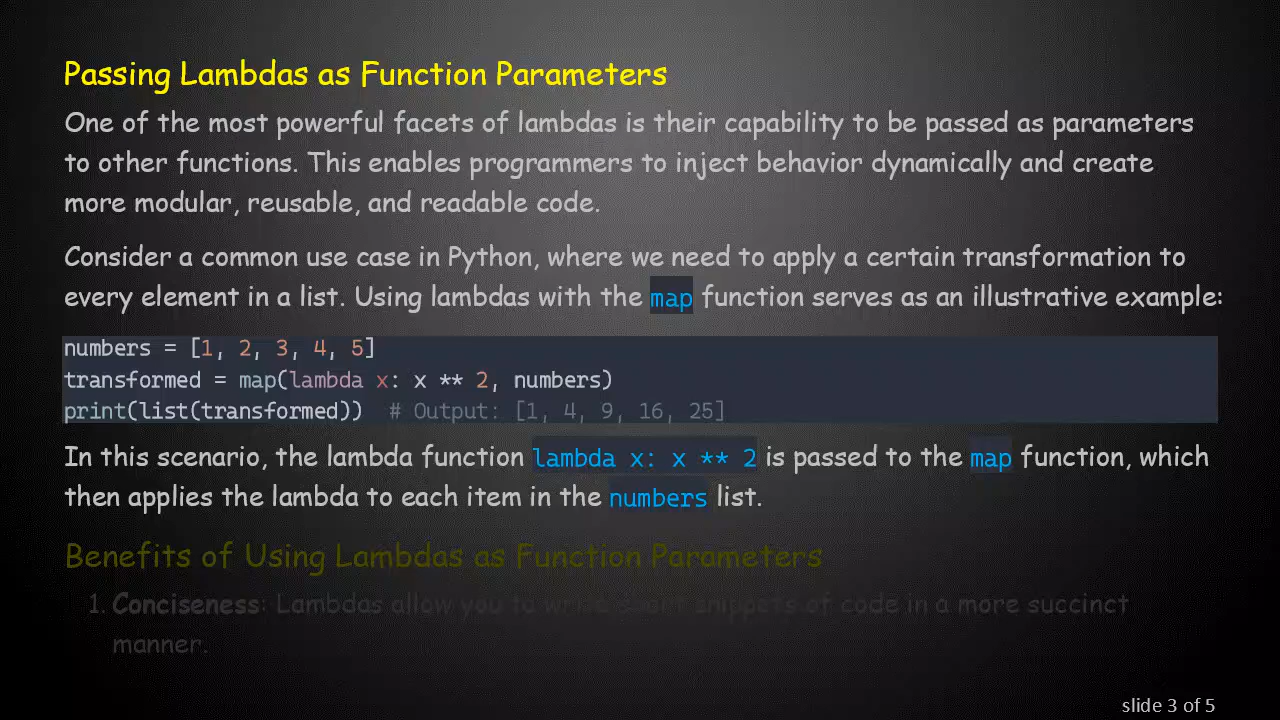 Passing Lambdas as Function Parameters
One of the most powerful facets of lambdas is their capability to be passed as parameters
to other functions. This enables programmers to inject behavior dynamically and create
more modular, reusable, and readable code.
Consider a common use case in Python, where we need to apply a certain transformation to
every element in a list. Using lambdas with the map function serves as an illustrative example:
numbers = [1, 2, 3, 4, 5]
transformed = map(lambda x: x ** 2, numbers)
print(list(transformed))  # Output: [1, 4, 9, 16, 25]
In this scenario, the lambda function lambda x: x ** 2 is passed to the map function, which
then applies the lambda to each item in the numbers list.
Benefits of Using Lambdas as Function Parameters
1. Conciseness: Lambdas allow you to write short snippets of code in a more succinct
manner.
slide 3 of 5